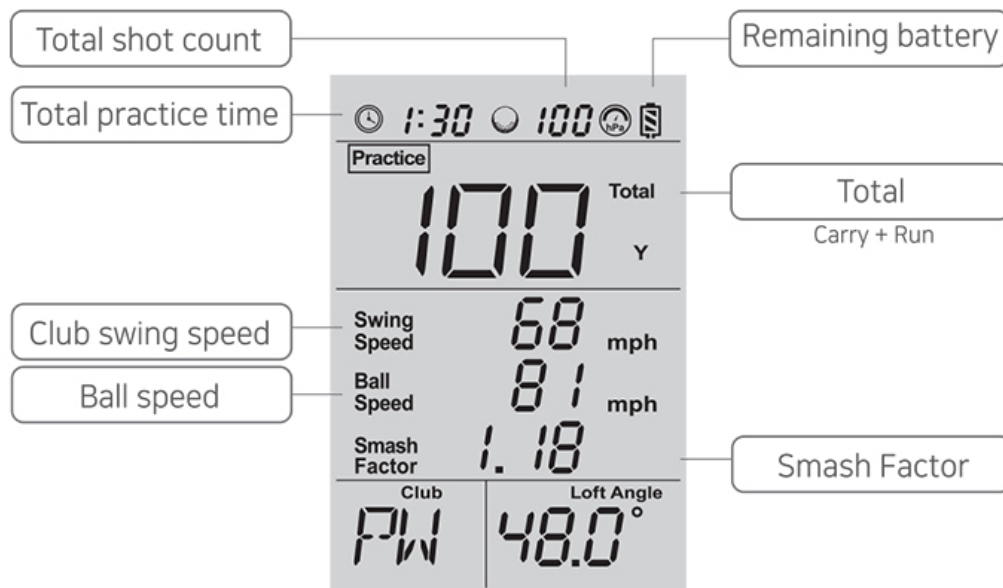 Total shot count
Remaining battery
Total practice time
1:30 100 hPa
Practice
100 Total
Y
Total
Carry + Run
Club swing speed
Swing
Speed 68 mph
Ball speed
Ball
Speed 81 mph
Smash
Factor 1.18
Smash Factor
Club Loft Angle
PW 48.0°